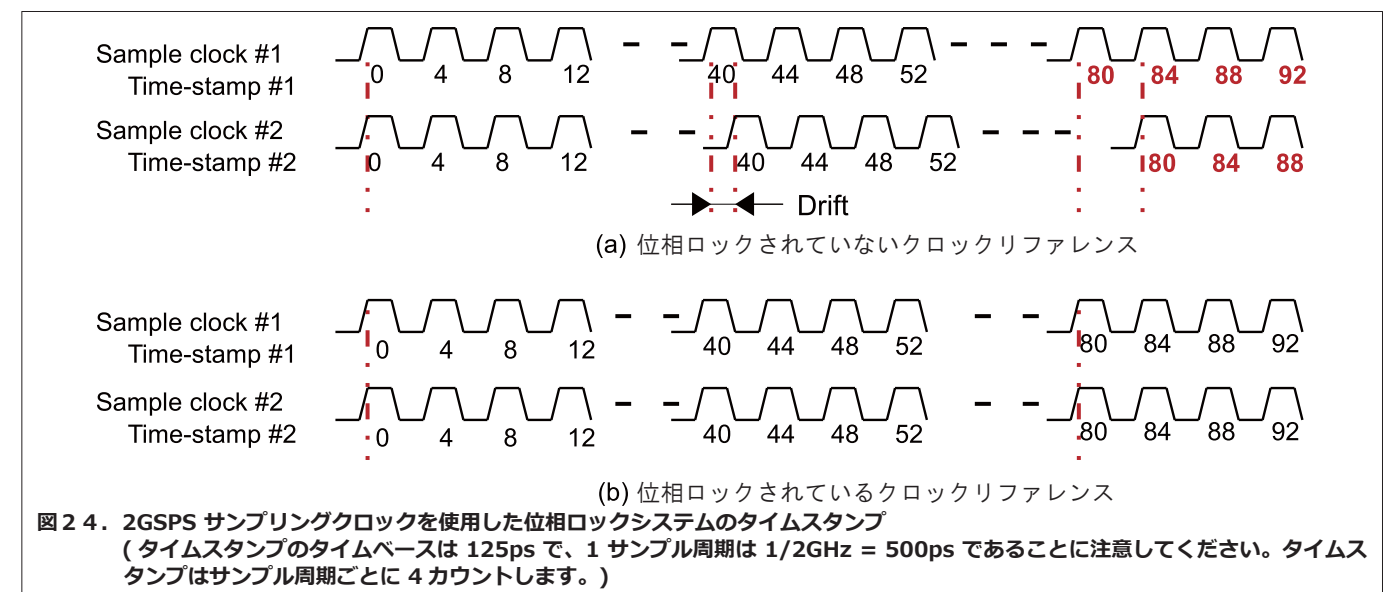 Sample clock #1
Time-stamp #1
0 4 8 12 40 44 48 52 80 84 88 92
Sample clock #2
Time-stamp #2
0 4 8 12 40 44 48 52 80 84 88
Drift
(a) 位相ロックされていないクロックリファレンス
Sample clock #1
Time-stamp #1
0 4 8 12 40 44 48 52 80 84 88 92
Sample clock #2
Time-stamp #2
0 4 8 12 40 44 48 52 80 84 88 92
(b) 位相ロックされているクロックリファレンス
図24. 2GSPS サンプリングクロックを使用した位相ロックシステムのタイムスタンプ
( タイムスタンプのタイムベースは 125ps で、1 サンプル周期は 1/2GHz = 500ps であることに注意してください。タイムス
タンプはサンプル周期ごとに 4 カウントします。)